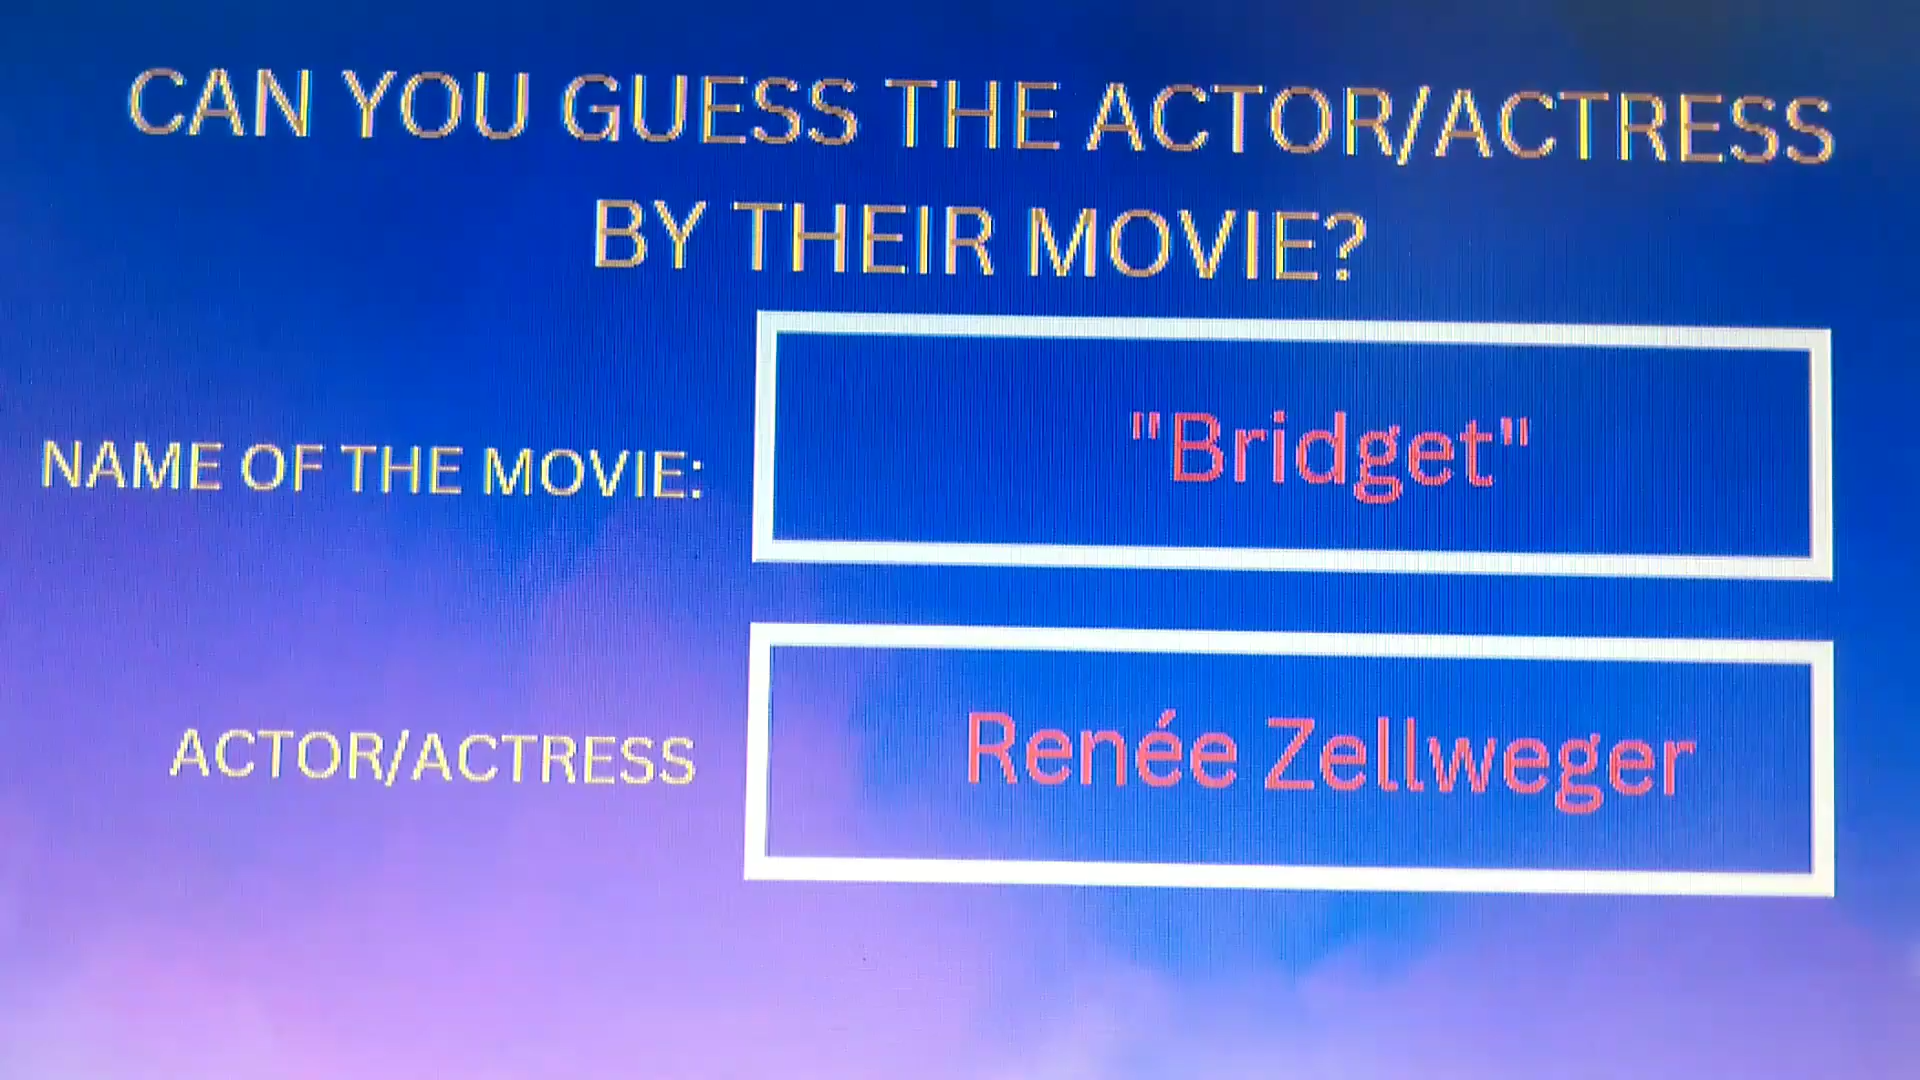 CAN YOU GUESS THE ACTOR/ACTRESS
BY THEIR MOVIE?
NAME OF THE MOVIE:
"Bridget"
ACTOR/ACTRESS
Renée Zellweger